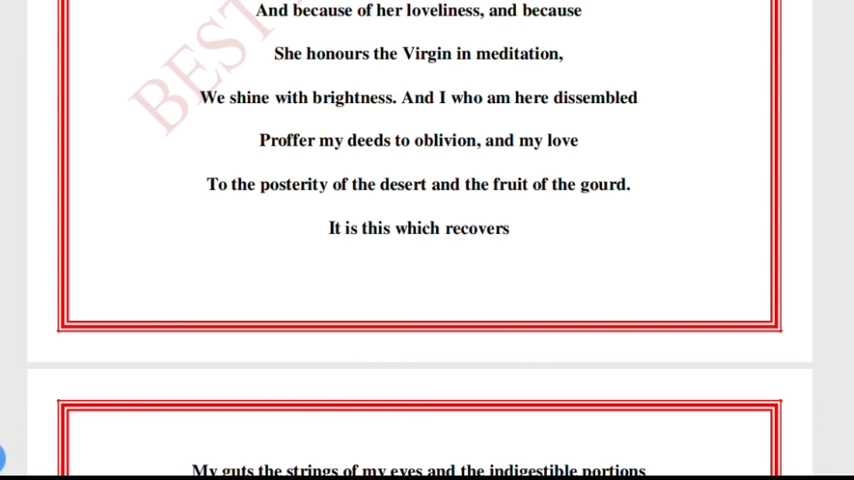 And because of her loveliness, and because
She honours the Virgin in meditation,
We shine with brightness. And I who am here dissembled
Proffer my deeds to oblivion, and my love
To the posterity of the desert and the fruit of the gourd.
It is this which recovers
My guts the strings of my eyes and the indigestible portions
BEST